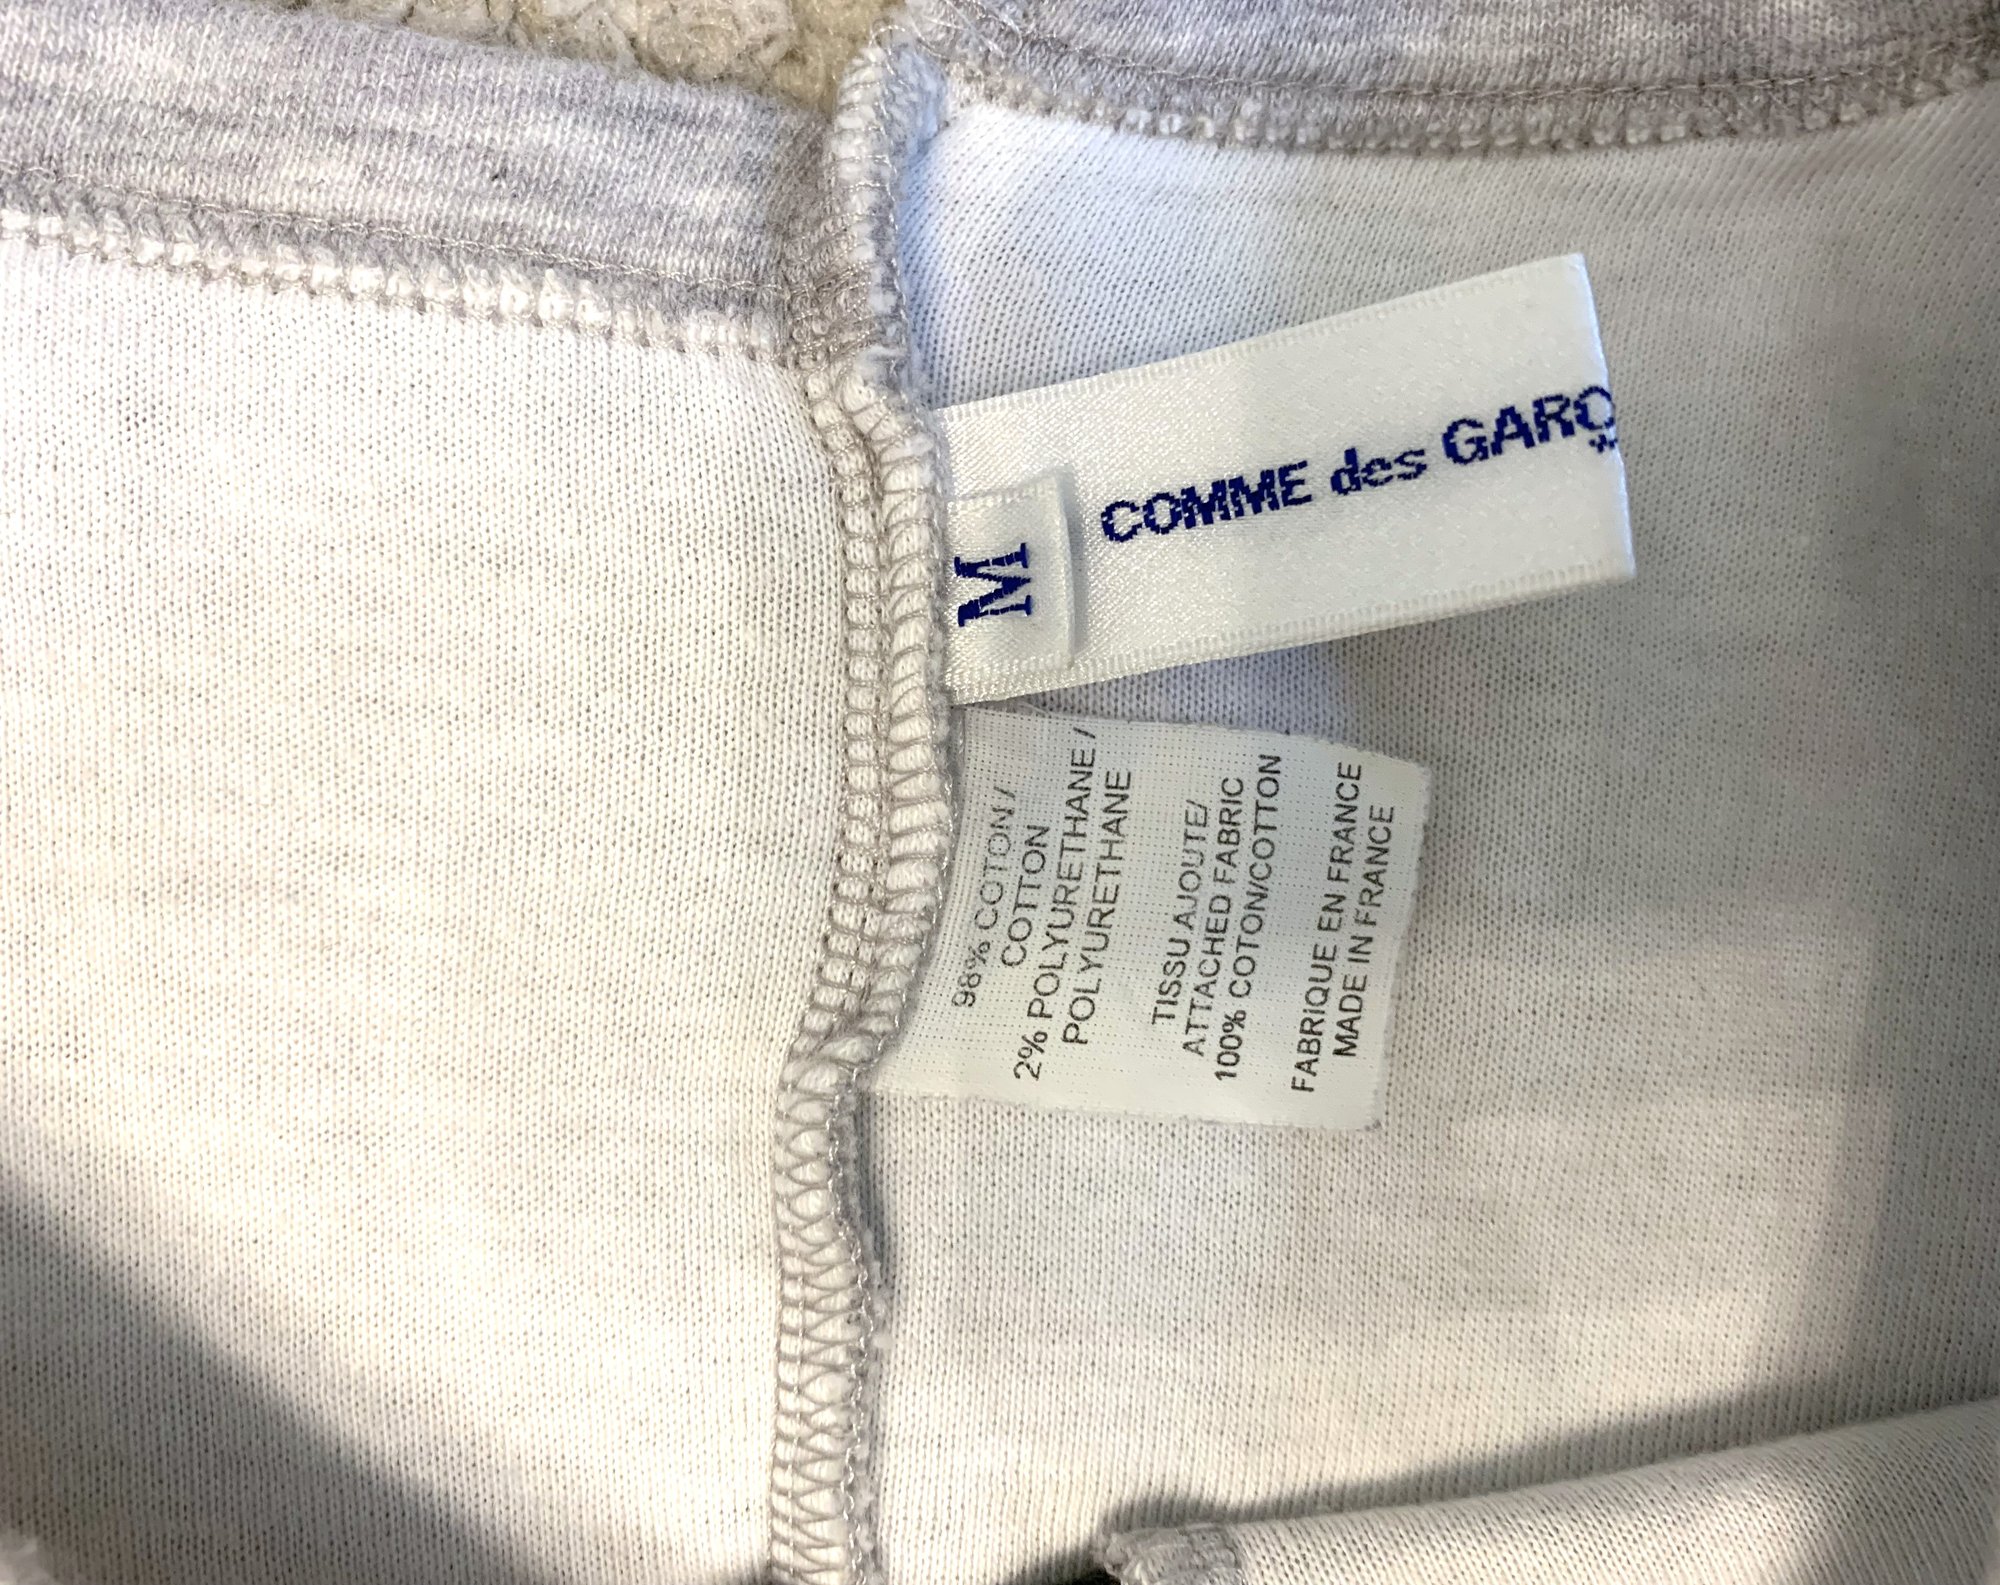 COMME des GARÇ
M
98% COTON/
COTTON
2% POLYURETHANE/
POLYURETHANE
TISSU AJOUTE/
ATTACHED FABRIC
100% COTON/COTTON
FABRIQUE EN FRANCE
MADE IN FRANCE